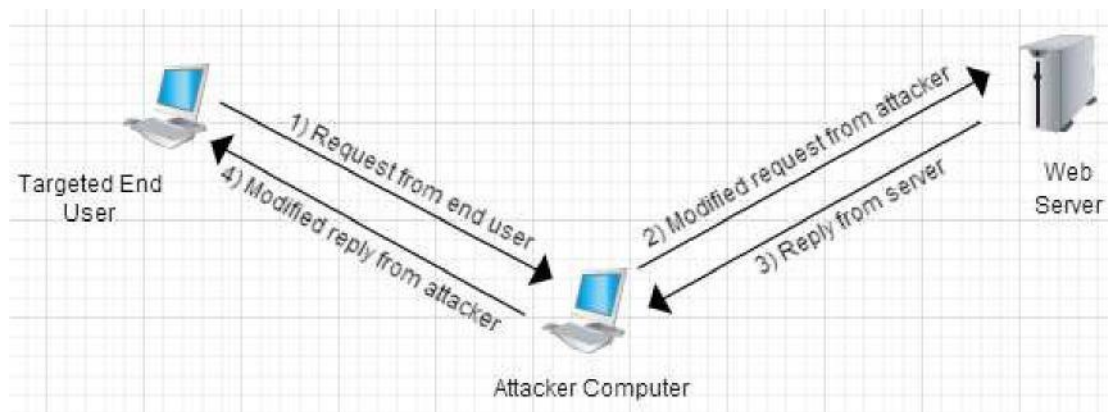 1) Request from end user
2) Modified request from attacker
3) Reply from server
4) Modified reply from attacker
Targeted End
User
Web
Server
Attacker Computer